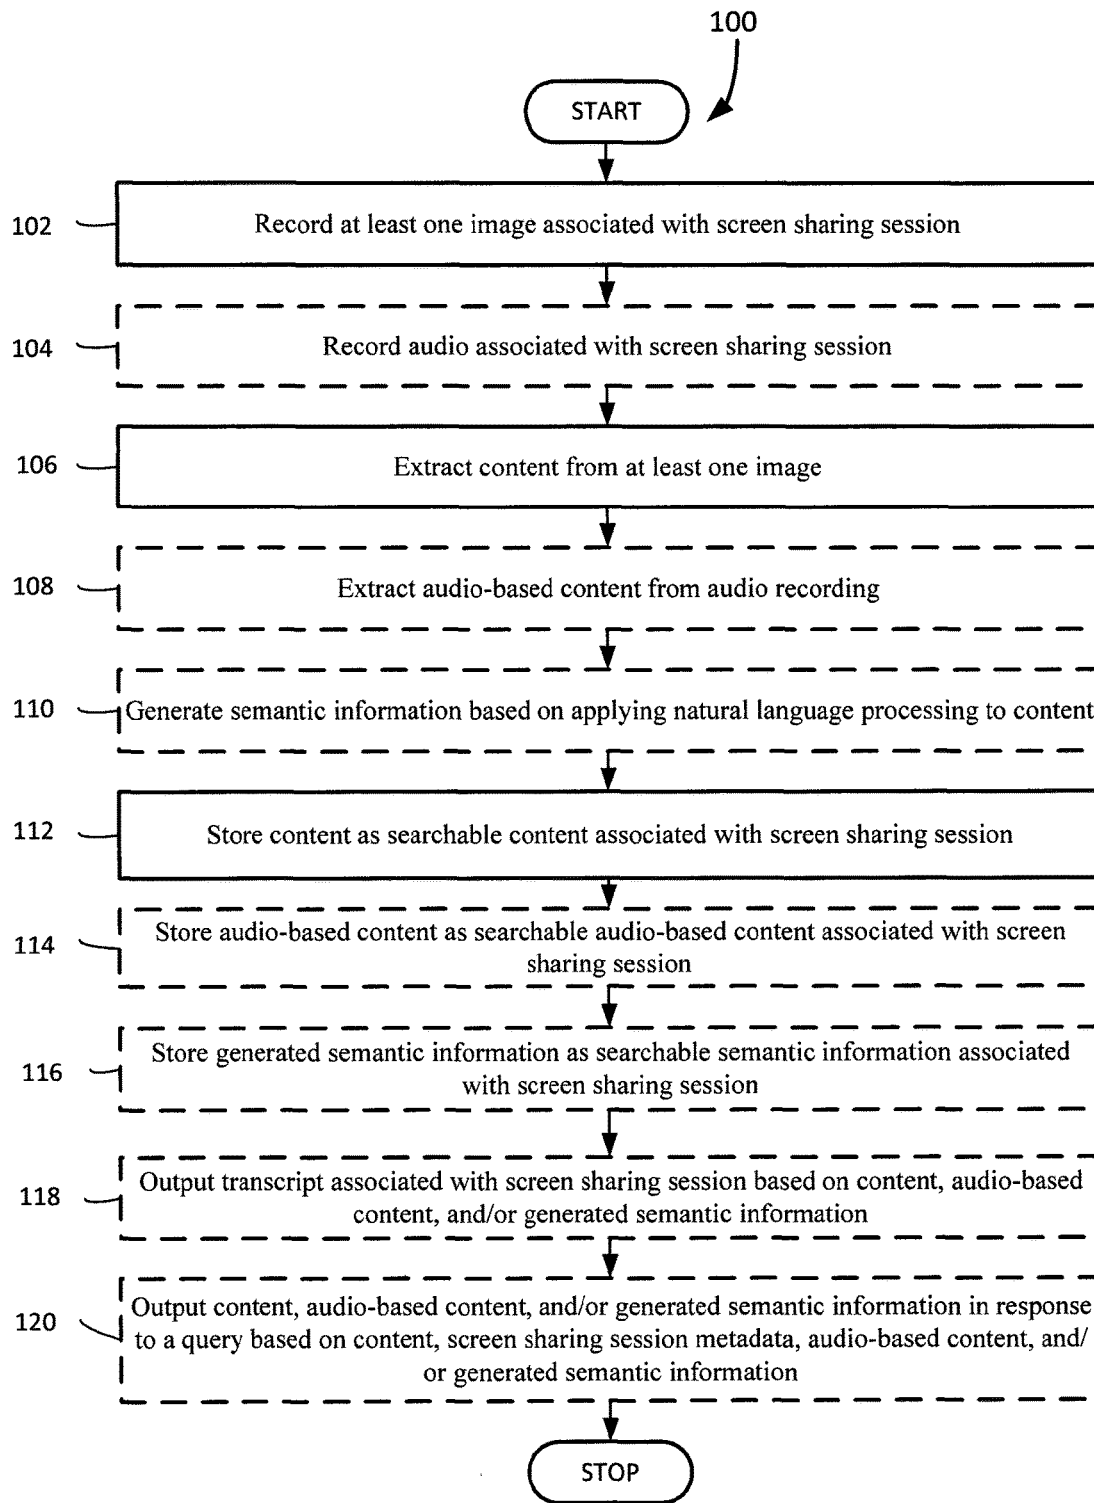 100
START
102
Record at least one image associated with screen sharing session
104
Record audio associated with screen sharing session
106
Extract content from at least one image
108
Extract audio-based content from audio recording
110
Generate semantic information based on applying natural language processing to content
112
Store content as searchable content associated with screen sharing session
114
Store audio-based content as searchable audio-based content associated with screen
sharing session
116
Store generated semantic information as searchable semantic information associated
with screen sharing session
118
Output transcript associated with screen sharing session based on content, audio-based
content, and/or generated semantic information
120
Output content, audio-based content, and/or generated semantic information in response
to a query based on content, screen sharing session metadata, audio-based content, and/
or generated semantic information
STOP